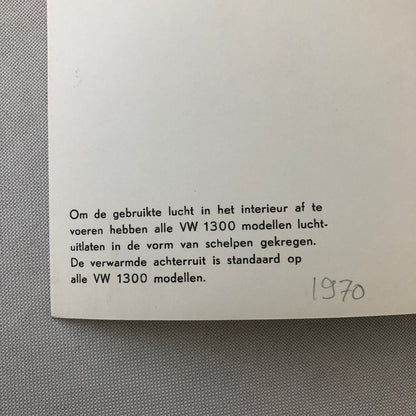 Om de gebruikte lucht in het interieur af te
voeren hebben alle VW 1300 modellen lucht-
uitlaten in de vorm van schelpen gekregen.
De verwarmde achterruit is standaard op
alle VW 1300 modellen.
1970